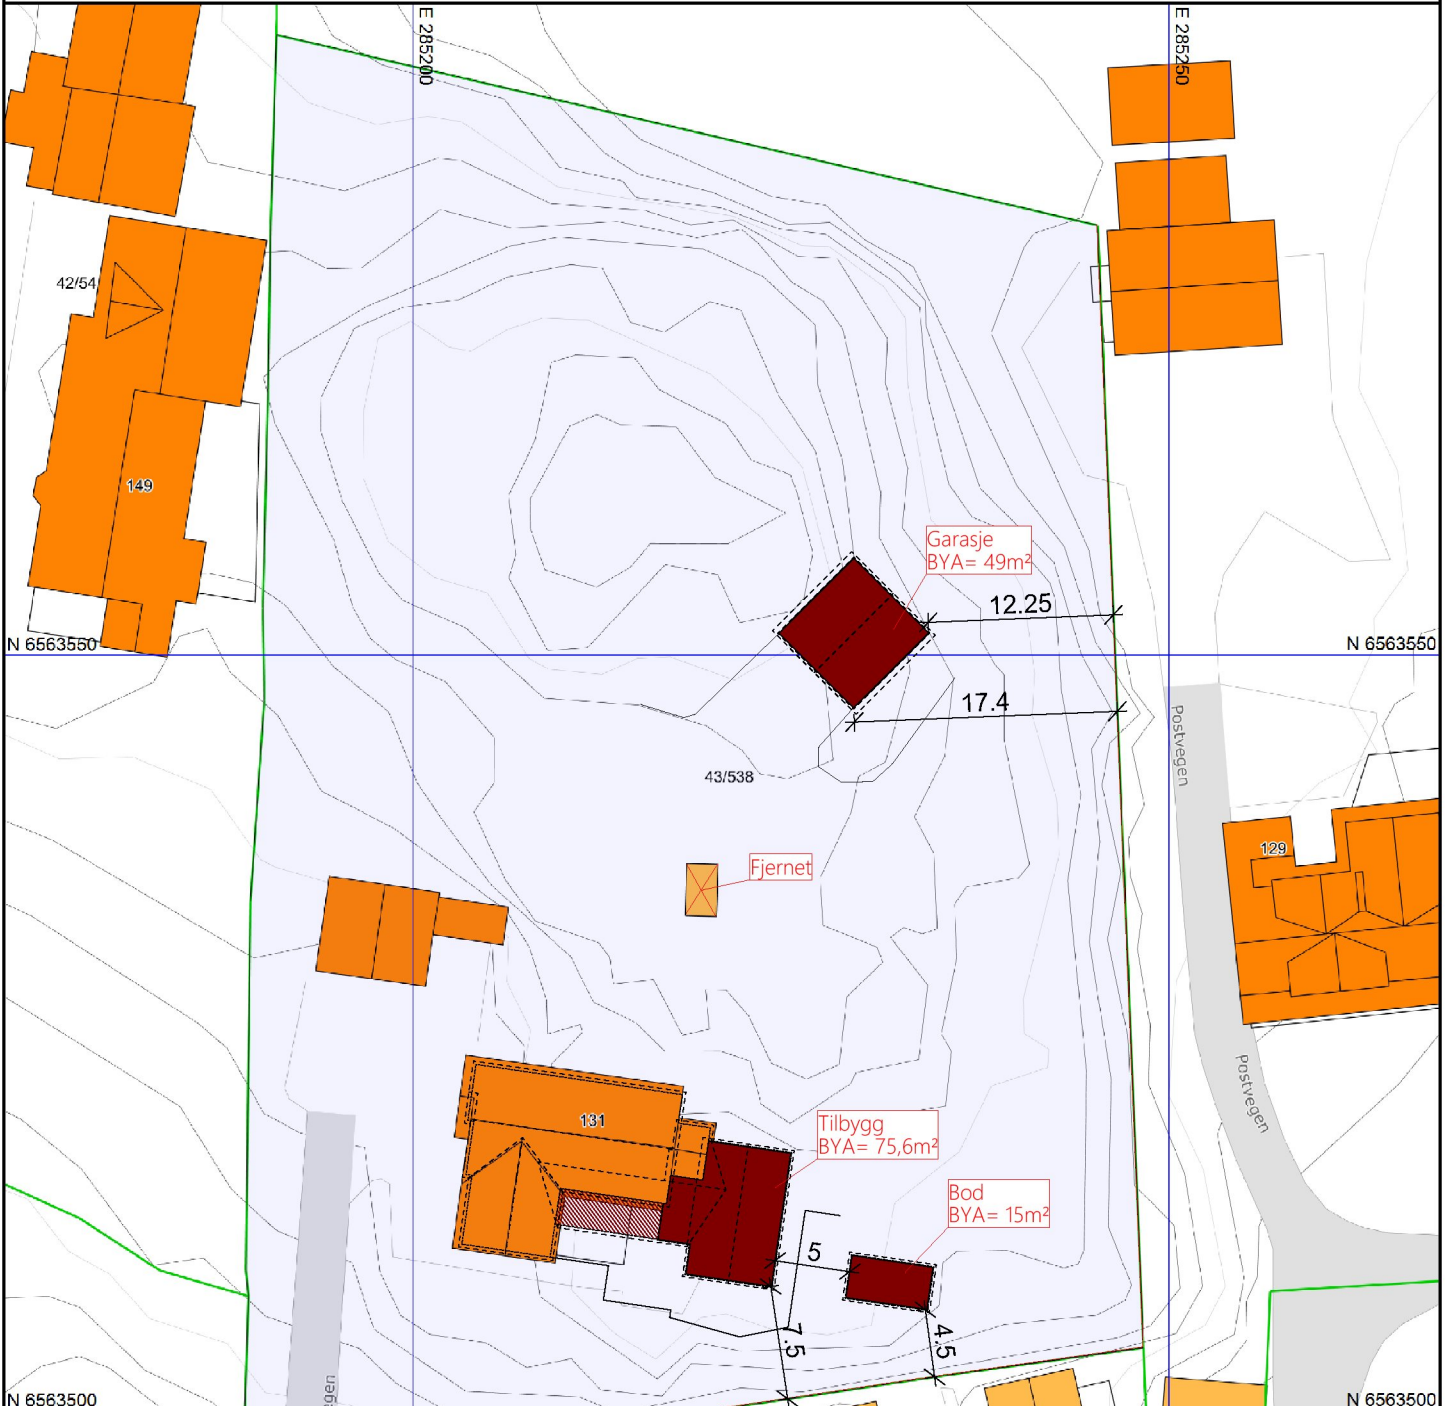 E 285200
E 285250
42/54
149
Garasje
BYA= 49m²
12.25
N 6563550
N 6563550
17.4
Postvegen
43/538
129
Fjernet
Postvegen
131
Tilbygg
BYA= 75,6m²
Bod
BYA= 15m²
5
7.5
4.5
gen
N 6563500
N 6563500